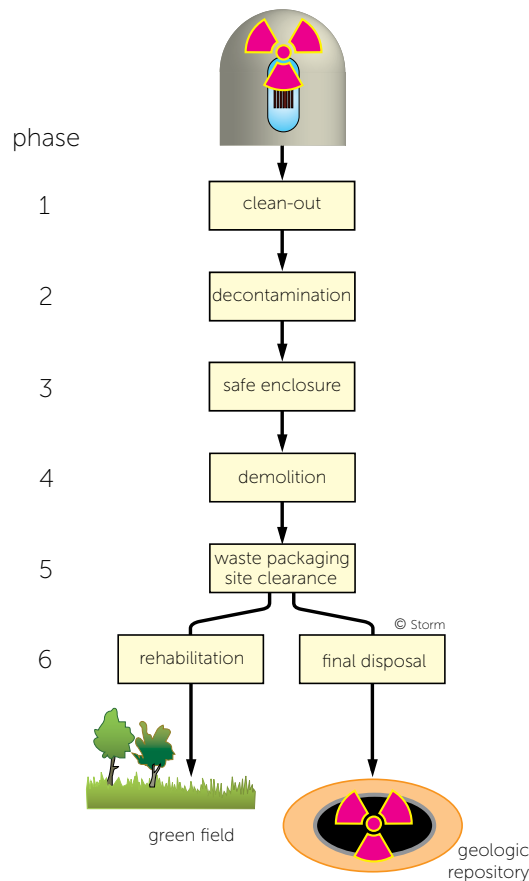 phase
1
clean-out
2
decontamination
3
safe enclosure
4
demolition
5
waste packaging
site clearance
© Storm
6
rehabilitation
final disposal
green field
geologic
repository